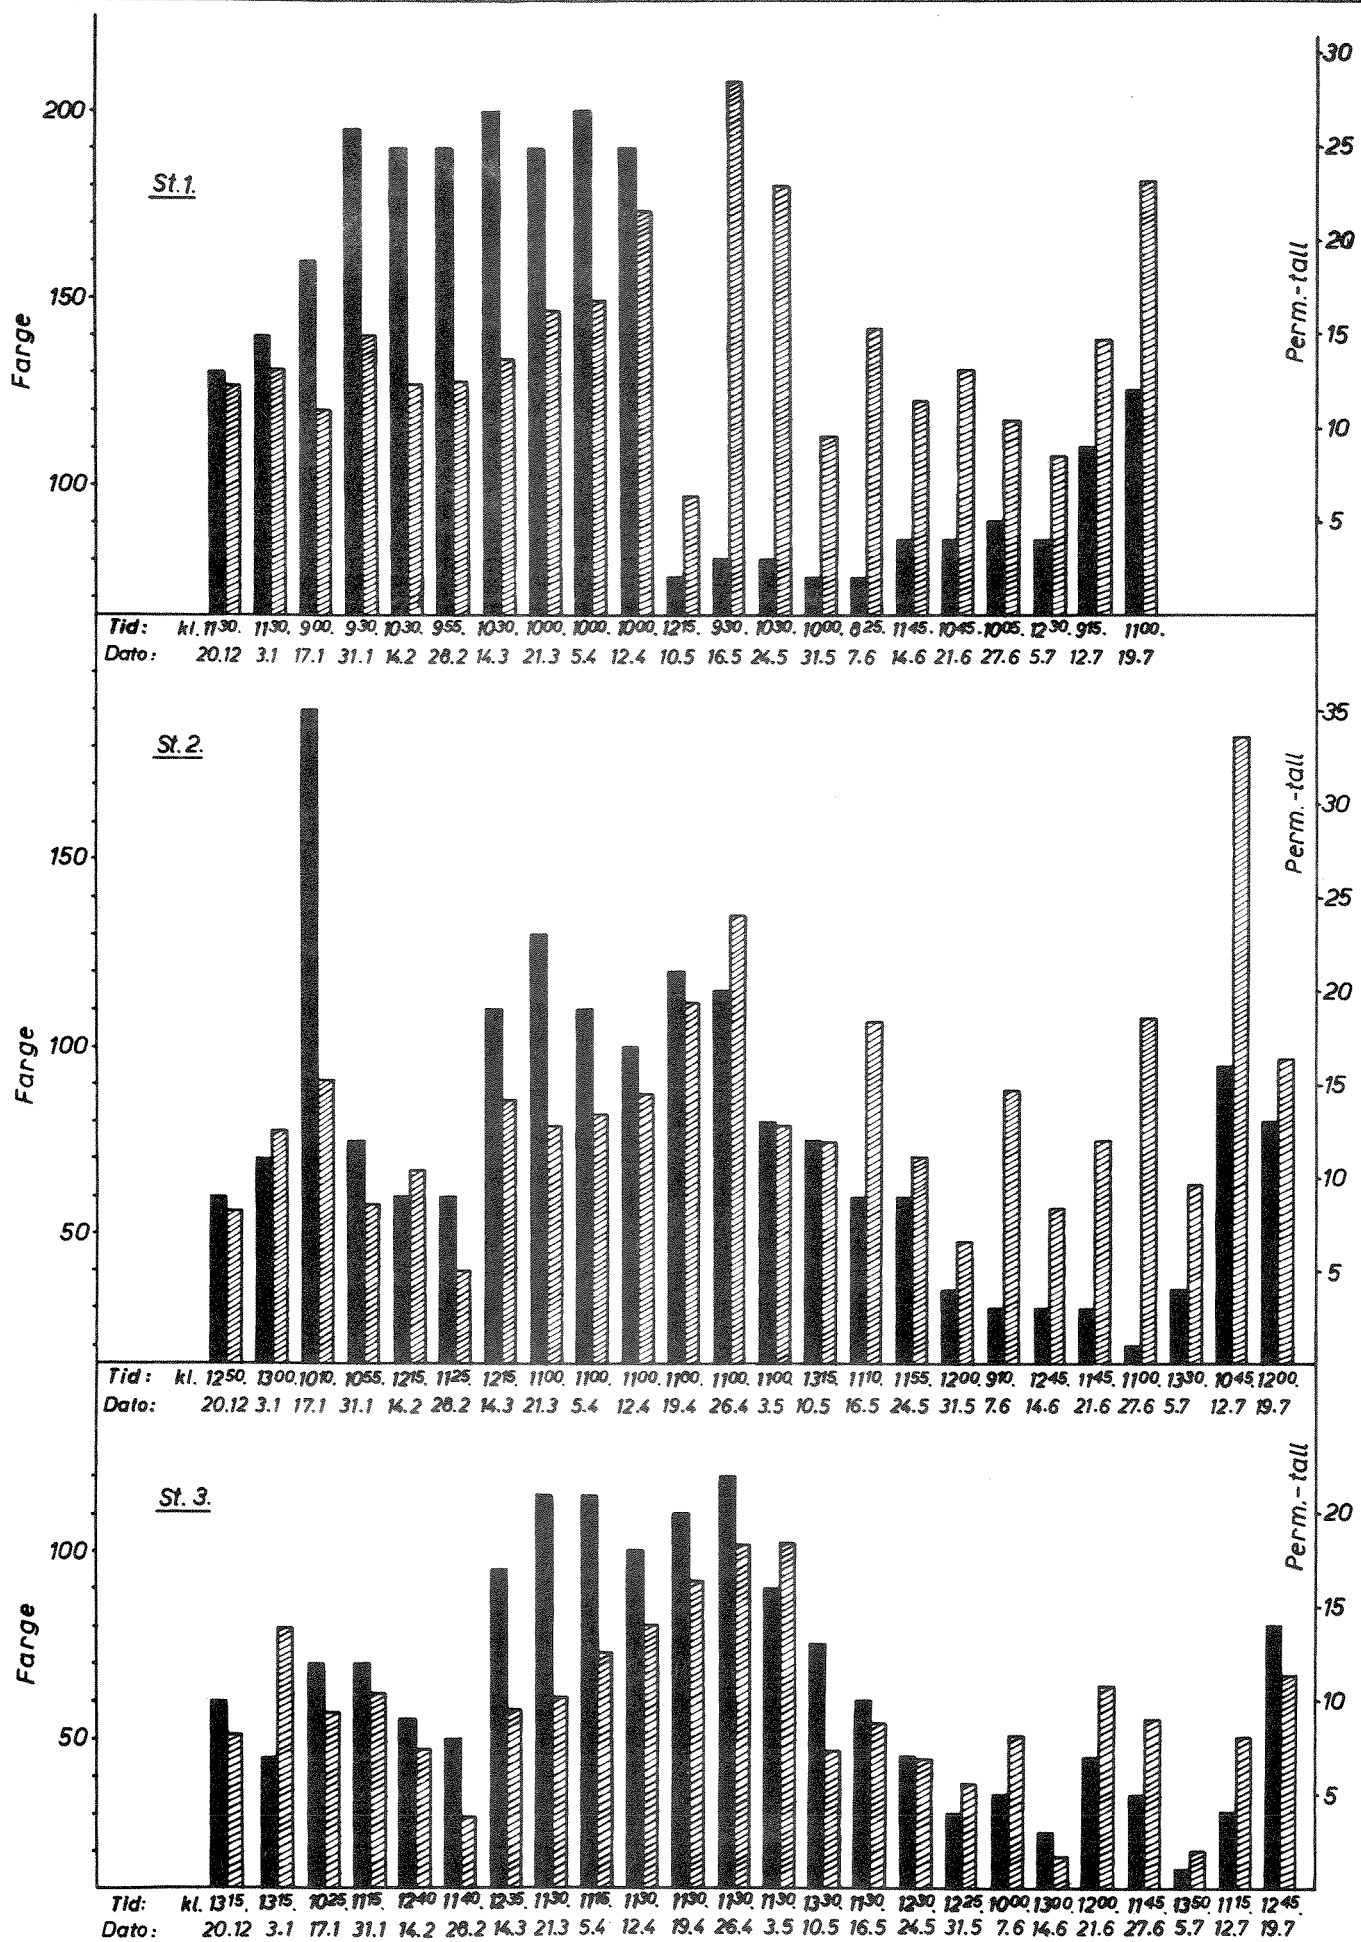 30
200
25
St.1.
20
150
15
Farge
Perm.-tall
10
100
5
Tid: kl. 11³⁰. 11³⁰. 9⁰⁰. 9³⁰. 10³⁰. 9⁵⁵. 10³⁰. 10⁰⁰. 10⁰⁰. 10⁰⁰. 12¹⁵. 9³⁰. 10³⁰. 10⁰⁰. 8²⁵. 11⁴⁵. 10⁴⁵. 10⁰⁵. 12³⁰. 9¹⁵. 11⁰⁰.
Dato: 20.12 3.1 17.1 31.1 14.2 28.2 14.3 21.3 5.4 12.4 10.5 16.5 24.5 31.5 7.6 14.6 21.6 27.6 5.7 12.7 19.7
35
St.2.
30
150
Perm.-tall
25
20
100
Farge
15
10
50
5
Tid: kl. 12⁵⁰. 13⁰⁰. 10¹⁰. 10⁵⁵. 12¹⁵. 11²⁵. 12¹⁵. 11⁰⁰. 11⁰⁰. 11⁰⁰. 11⁰⁰. 11⁰⁰. 11⁰⁰. 13¹⁵. 11¹⁰. 11⁵⁵. 12⁰⁰. 9¹⁰. 12⁴⁵. 11⁴⁵. 11⁰⁰. 13³⁰. 10⁴⁵. 12⁰⁰.
Dato: 20.12 3.1 17.1 31.1 14.2 28.2 14.3 21.3 5.4 12.4 19.4 26.4 3.5 10.5 16.5 24.5 31.5 7.6 14.6 21.6 27.6 5.7 12.7 19.7
St. 3.
20
100
Perm.-tall
15
Farge
10
50
5
Tid: kl. 13¹⁵. 13¹⁵. 10²⁵. 11¹⁵. 12⁴⁰. 11⁴⁰. 12³⁵. 11³⁰. 11¹⁵. 11³⁰. 11³⁰. 11³⁰. 11³⁰. 13³⁰. 11³⁰. 12³⁰. 12²⁵. 10⁰⁰. 13⁰⁰. 12⁰⁰. 11⁴⁵. 13⁵⁰. 11¹⁵. 12⁴⁵.
Dato: 20.12 3.1 17.1 31.1 14.2 28.2 14.3 21.3 5.4 12.4 19.4 26.4 3.5 10.5 16.5 24.5 31.5 7.6 14.6 21.6 27.6 5.7 12.7 19.7